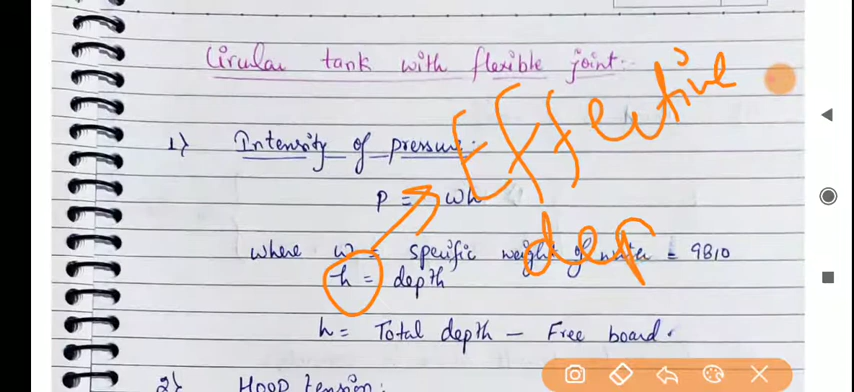 Circular tank with flexible joint:-
1) Intensity of pressure:
P = wh
Effective
dep
where w = specific weight of water = 9810
h = depth
h = Total depth - Free board.
2) Hoop tension: